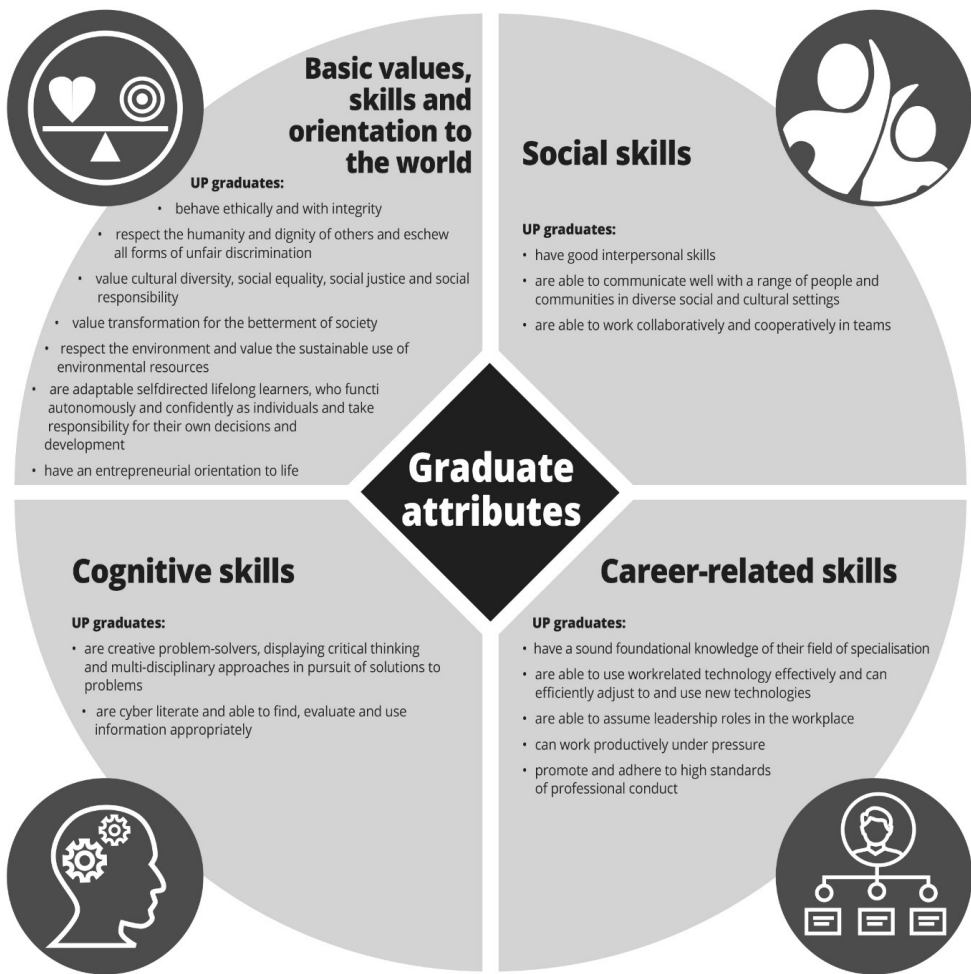 Basic values,
skills and
orientation to
the world
UP graduates:
• behave ethically and with integrity
• respect the humanity and dignity of others and eschew
all forms of unfair discrimination
• value cultural diversity, social equality, social justice and social
responsibility
• value transformation for the betterment of society
• respect the environment and value the sustainable use of
environmental resources
• are adaptable selfdirected lifelong learners, who functi
autonomously and confidently as individuals and take
responsibility for their own decisions and
development
• have an entrepreneurial orientation to life
Social skills
UP graduates:
• have good interpersonal skills
• are able to communicate well with a range of people and
communities in diverse social and cultural settings
• are able to work collaboratively and cooperatively in teams
Graduate
attributes
Cognitive skills
UP graduates:
• are creative problem-solvers, displaying critical thinking
and multi-disciplinary approaches in pursuit of solutions to
problems
• are cyber literate and able to find, evaluate and use
information appropriately
Career-related skills
UP graduates:
• have a sound foundational knowledge of their field of specialisation
• are able to use workrelated technology effectively and can
efficiently adjust to and use new technologies
• are able to assume leadership roles in the workplace
• can work productively under pressure
• promote and adhere to high standards
of professional conduct